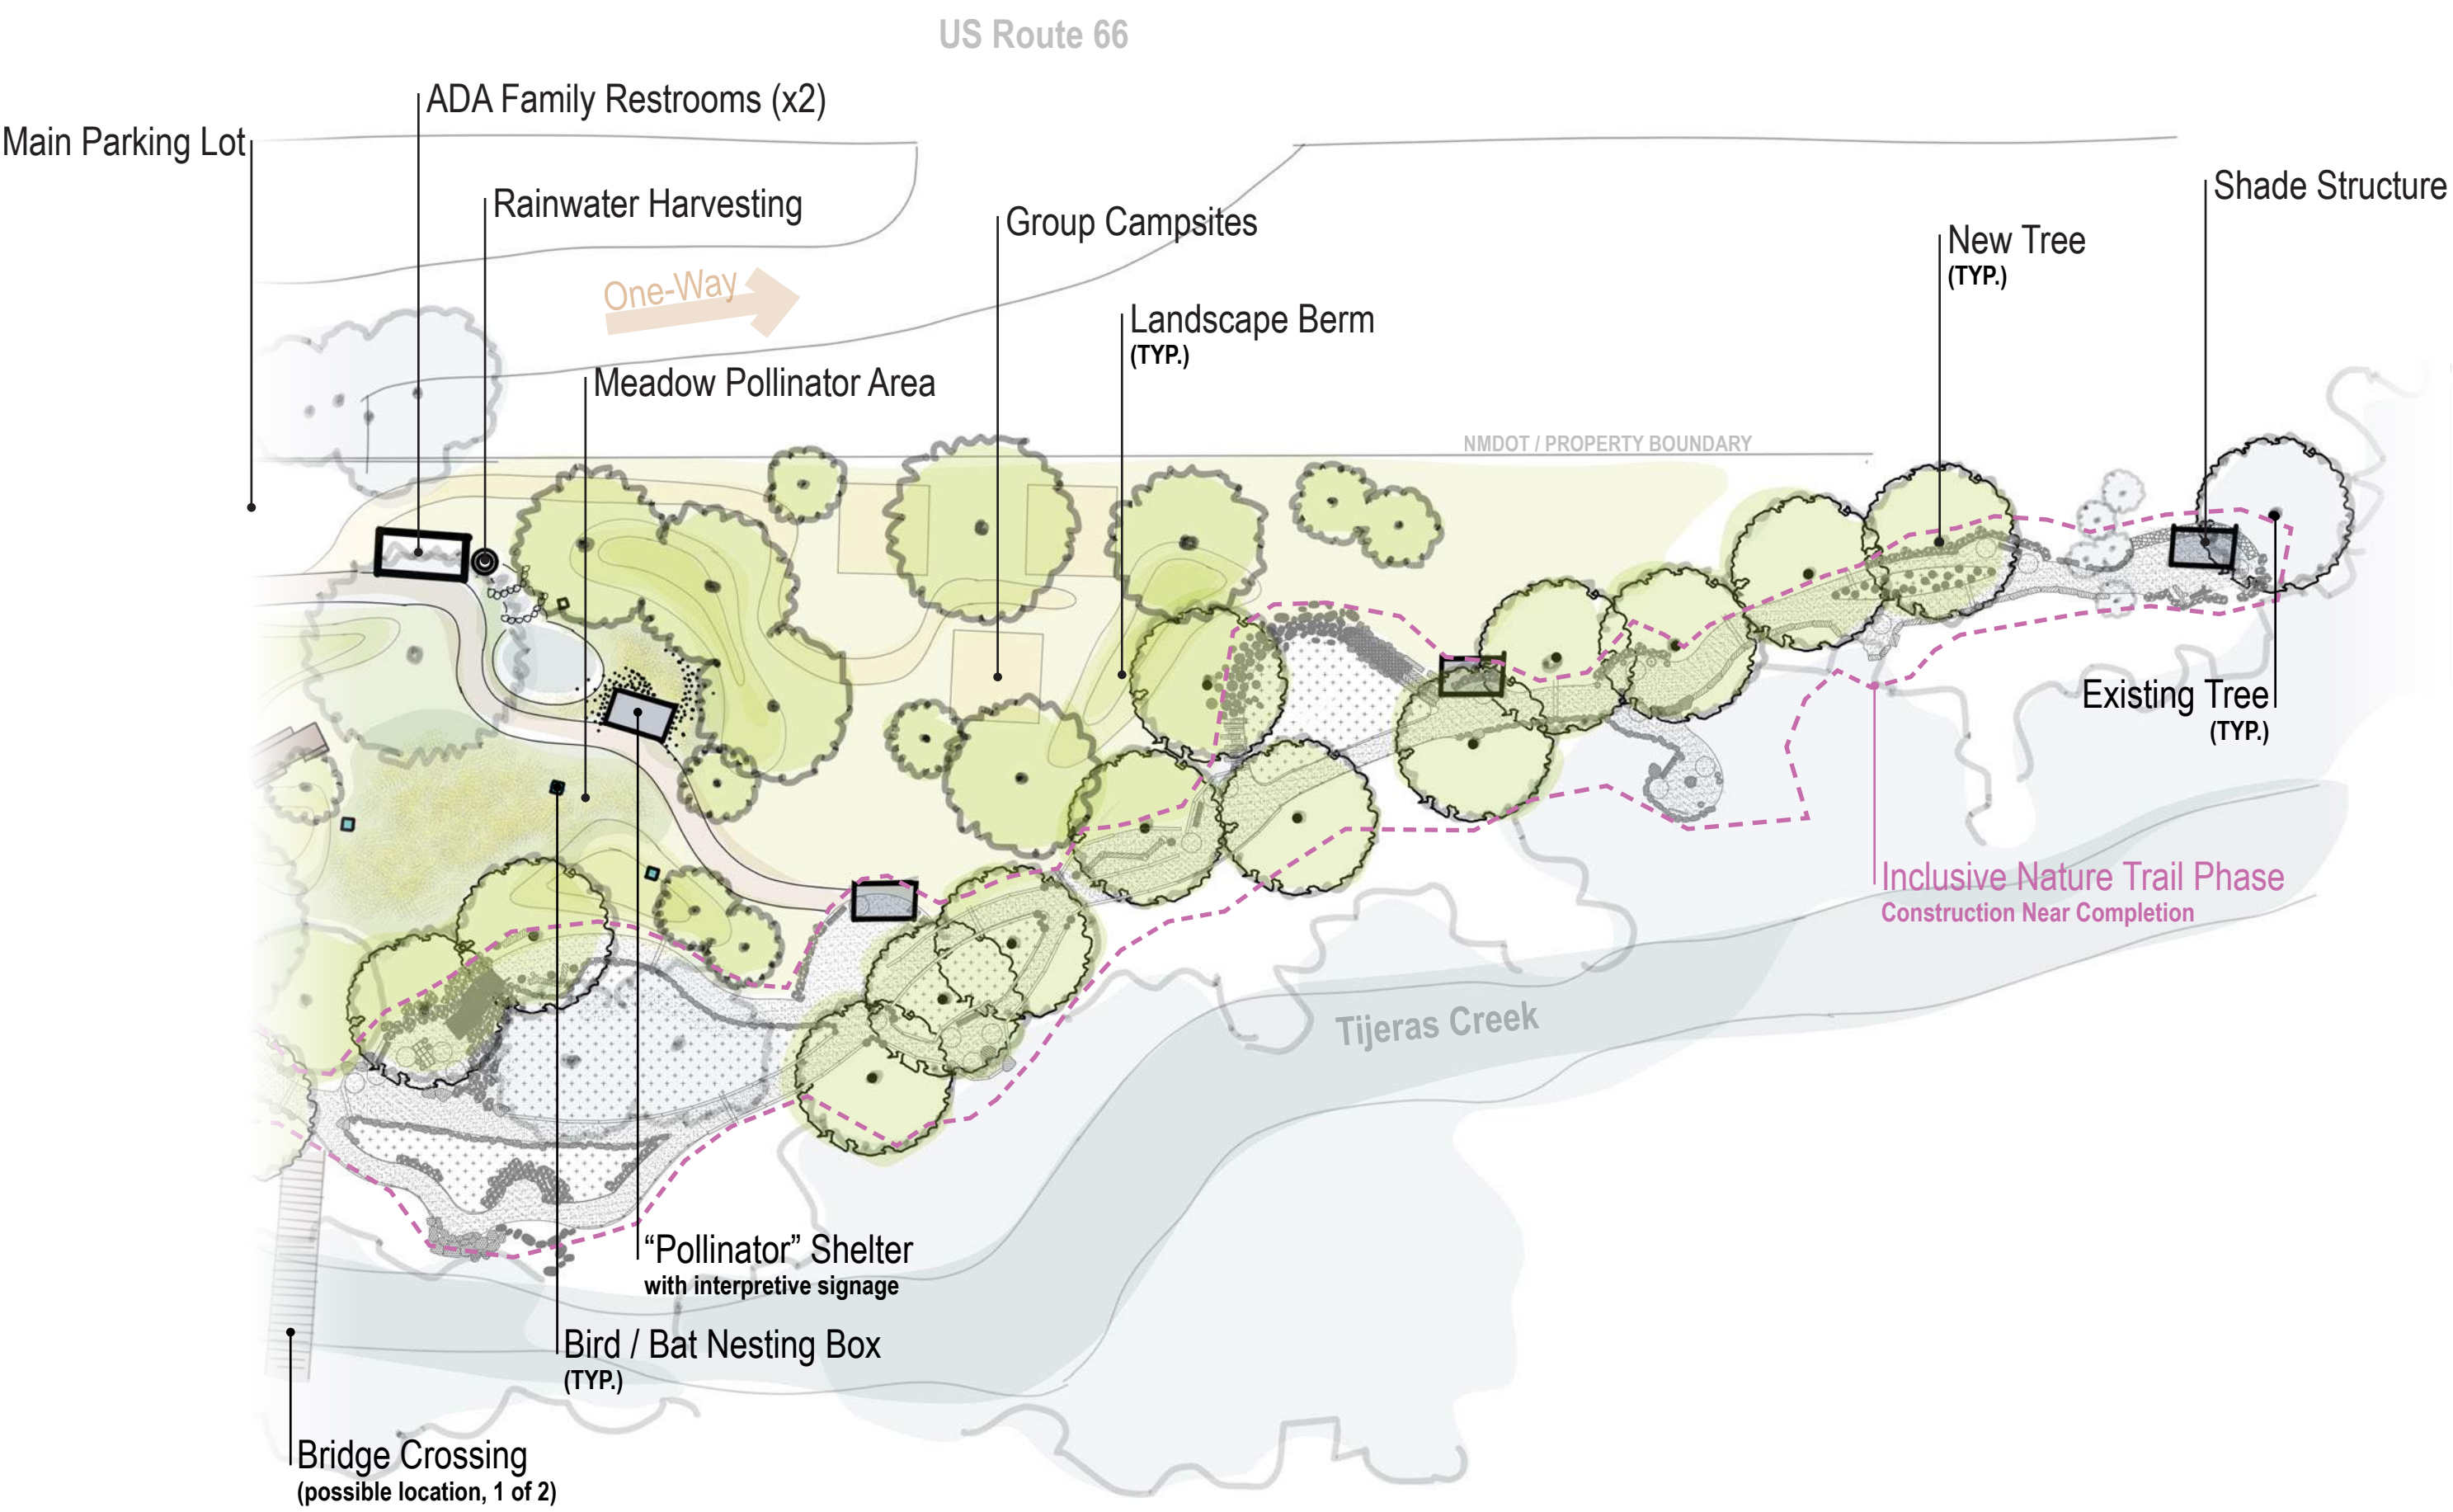 US Route 66
ADA Family Restrooms (x2)
Main Parking Lot
Rainwater Harvesting
Shade Structure
Group Campsites
New Tree
(TYP.)
One-Way
Landscape Berm
(TYP.)
Meadow Pollinator Area
NMDOT / PROPERTY BOUNDARY
Existing Tree
(TYP.)
Inclusive Nature Trail Phase
Construction Near Completion
Tijeras Creek
“Pollinator” Shelter
with interpretive signage
Bird / Bat Nesting Box
(TYP.)
Bridge Crossing
(possible location, 1 of 2)